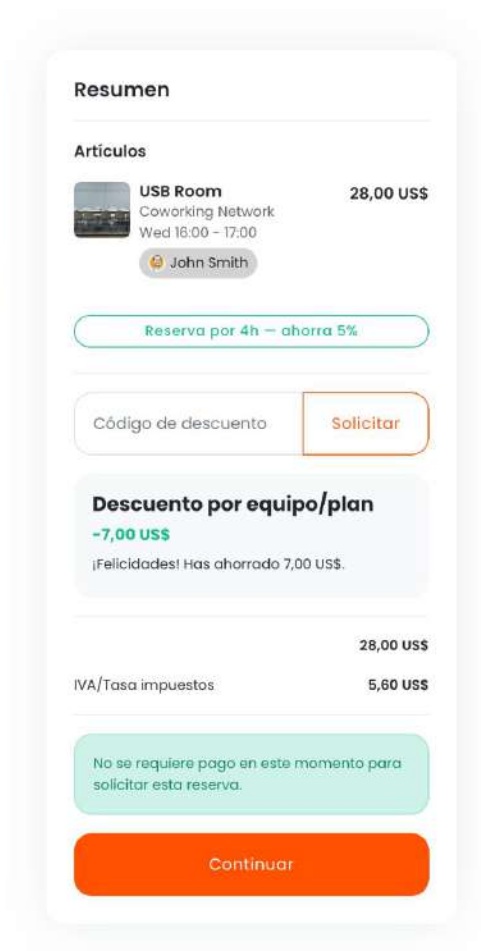 Resumen
Artículos
USB Room
28,00 US$
Coworking Network
Wed 16:00 - 17:00
John Smith
Reserva por 4h — ahorra 5%
Código de descuento
Solicitar
Descuento por equipo/plan
-7,00 US$
¡Felicidades! Has ahorrado 7,00 US$.
28,00 US$
IVA/Tasa impuestos
5,60 US$
No se requiere pago en este momento para
solicitar esta reserva.
Continuar